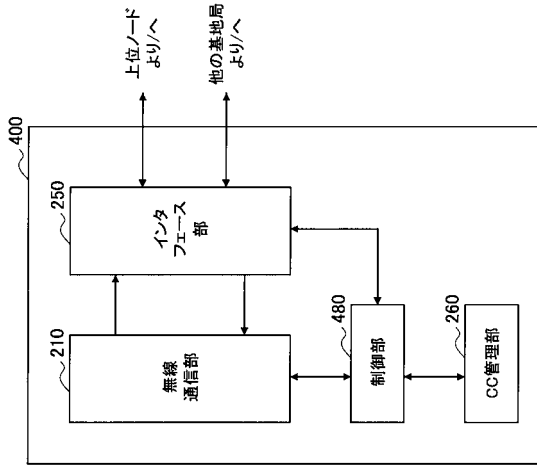 400
210
無線
通信部
250
インタ
フェース
部
上位ノード
より/へ
他の基地局
より/へ
480
制御部
260
CC管理部